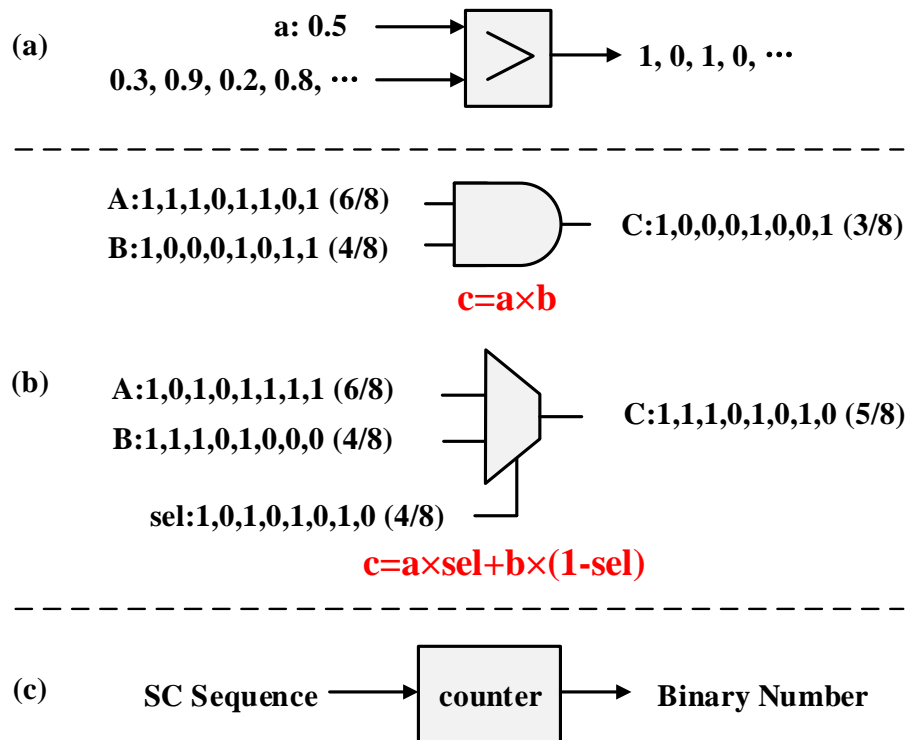 (a)
a: 0.5
0.3, 0.9, 0.2, 0.8, ···
>
1, 0, 1, 0, ···
A:1,1,1,0,1,1,0,1 (6/8)
B:1,0,0,0,1,0,1,1 (4/8)
C:1,0,0,0,1,0,0,1 (3/8)
c=a×b
(b)
A:1,0,1,0,1,1,1,1 (6/8)
B:1,1,1,0,1,0,0,0 (4/8)
C:1,1,1,0,1,0,1,0 (5/8)
sel:1,0,1,0,1,0,1,0 (4/8)
c=a×sel+b×(1-sel)
(c)
SC Sequence
counter
Binary Number